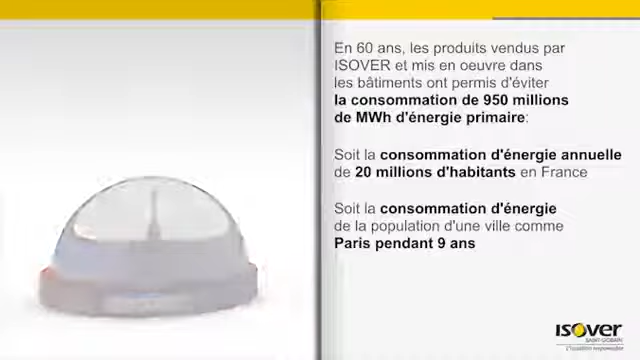 En 60 ans, les produits vendus par
ISOVER et mis en oeuvre dans
les bâtiments ont permis d'éviter
la consommation de 950 millions
de MWh d'énergie primaire:
Soit la consommation d'énergie annuelle
de 20 millions d'habitants en France
Soit la consommation d'énergie
de la population d'une ville comme
Paris pendant 9 ans
isover
SAINT-GOBAIN
L'isolation responsable